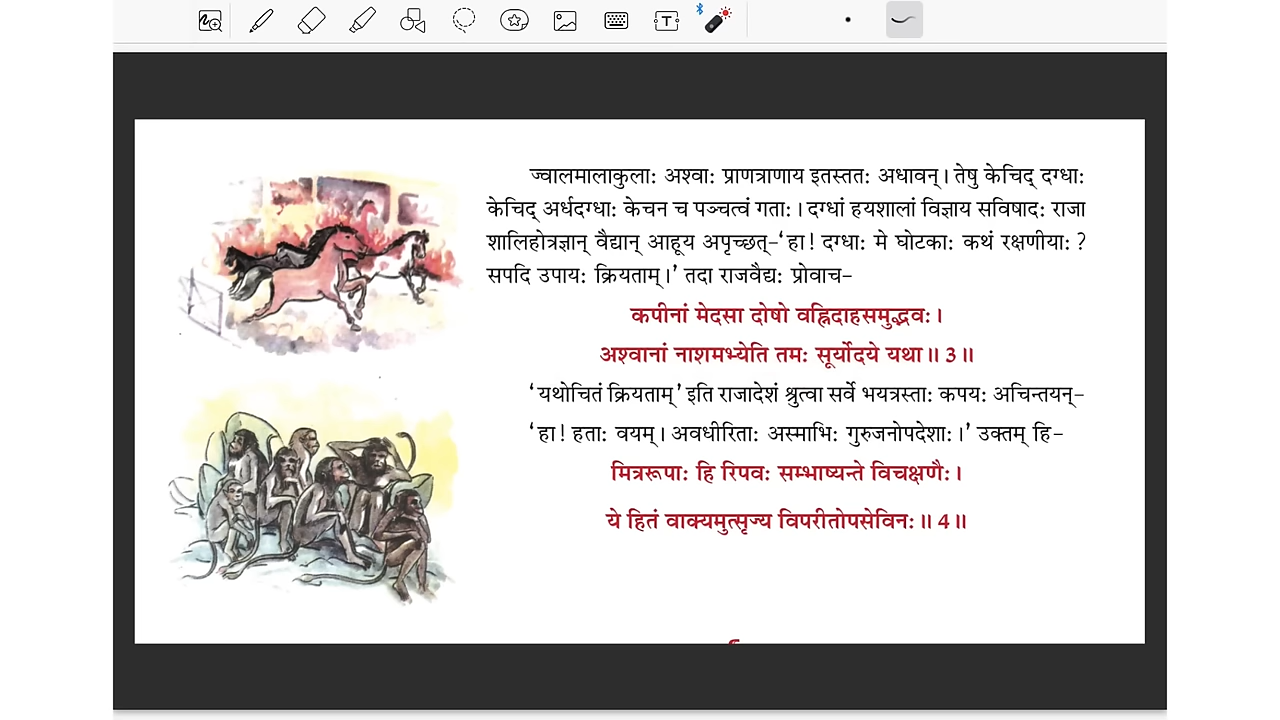 ज्वालमालाकुला: अश्वा: प्राणत्राणाय इतस्तत: अधावन्। तेषु केचिद् दग्धा:
केचिद् अर्धदग्धा: केचन च पञ्चत्वं गता:। दग्धां हयशालां विज्ञाय सविषाद: राजा
शालिहोत्रज्ञान् वैद्यान् आहूय अपृच्छत्-‘हा! दग्धा: मे घोटका: कथं रक्षणीया: ?
सपदि उपाय: क्रियताम्।’ तदा राजवैद्य: प्रोवाच-
कपीनां मेदसा दोषो वह्निदाहसमुद्भव:।
अश्वानां नाशमभ्येति तम: सूर्योदये यथा॥3॥
‘यथोचितं क्रियताम्’ इति राजादेशं श्रुत्वा सर्वे भयत्रस्ता: कपय: अचिन्तयन्-
‘हा! हता: वयम्। अवधीरिता: अस्माभि: गुरुजनोपदेशा:।’ उक्तम् हि-
मित्ररूपा: हि रिपव: सम्भाष्यन्ते विचक्षणै:।
ये हितं वाक्यमुत्सृज्य विपरीतोपसेविन:॥4॥